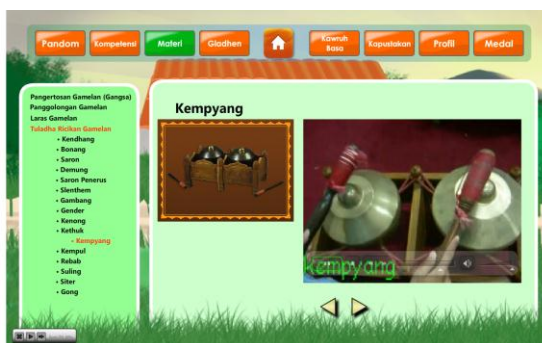 Pandom
Kompetensi
Materi
Gladhen
Kawruh
Basa
Kapustakan
Profil
Medal
Pangertosan Gamelan (Gangsa)
Panggolongan Gamelan
Laras Gamelan
Tuladha Ricikan Gamelan
• Kendhang
• Bonang
• Saron
• Demung
• Saron Penerus
• Slenthem
• Gambang
• Gender
• Kenong
• Kethuk
• Kempyang
• Kempul
• Rebab
• Suling
• Siter
• Gong
Kempyang
kempyang